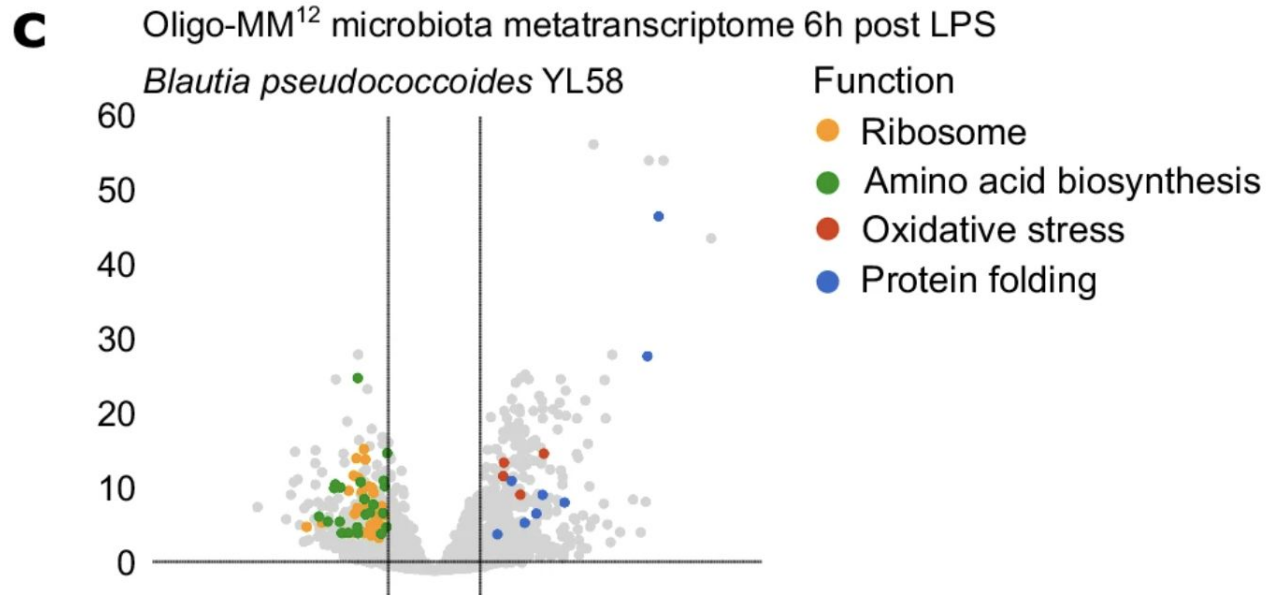 c
Oligo-MM¹² microbiota metatranscriptome 6h post LPS
Blautia pseudococcoides YL58
Function
Ribosome
Amino acid biosynthesis
Oxidative stress
Protein folding
60
50
40
30
20
10
0